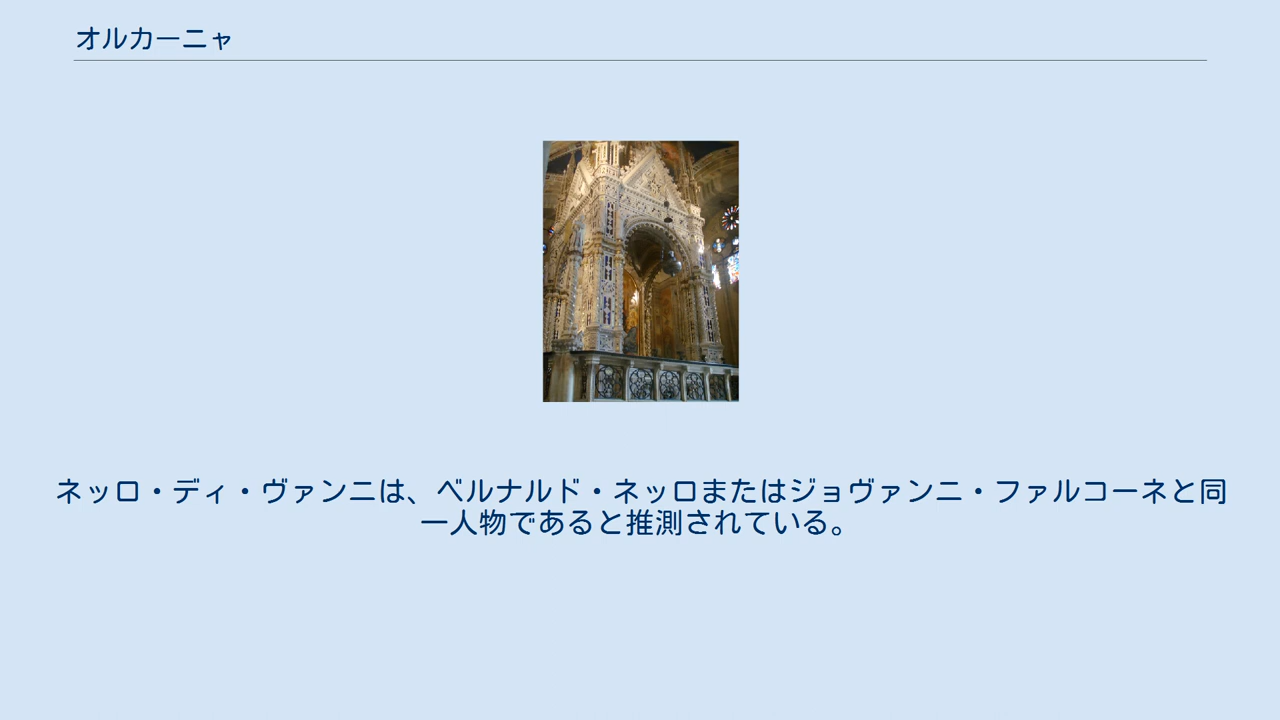 オルカーニャ
ネッロ・ディ・ヴァンニは、ベルナルド・ネッロまたはジョヴァンニ・ファルコーネと同
一人物であると推測されている。